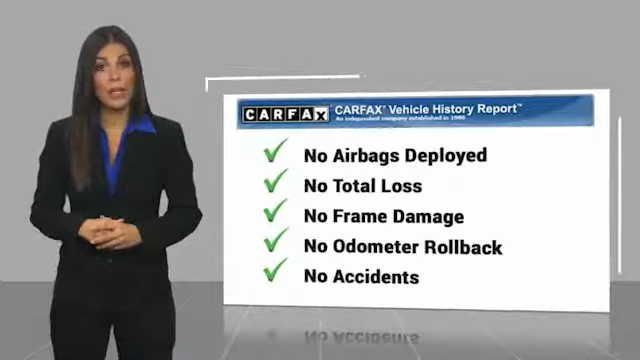 CARFAX CARFAX® Vehicle History Report™
An independent company established in 1986
No Airbags Deployed
No Total Loss
No Frame Damage
No Odometer Rollback
No Accidents